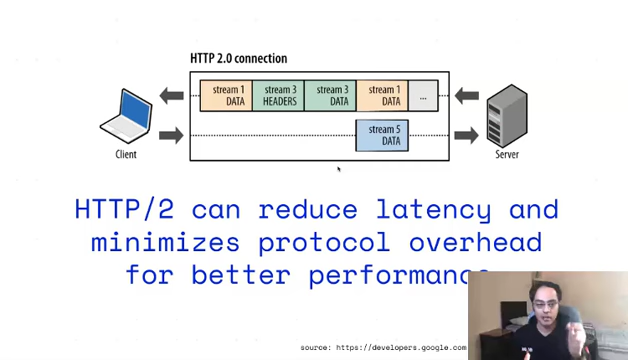 HTTP 2.0 connection
stream 1 DATA
stream 3 HEADERS
stream 3 DATA
stream 1 DATA
...
stream 5 DATA
Client
Server
HTTP/2 can reduce latency and
minimizes protocol overhead
for better performance
source: https://developers.google.com